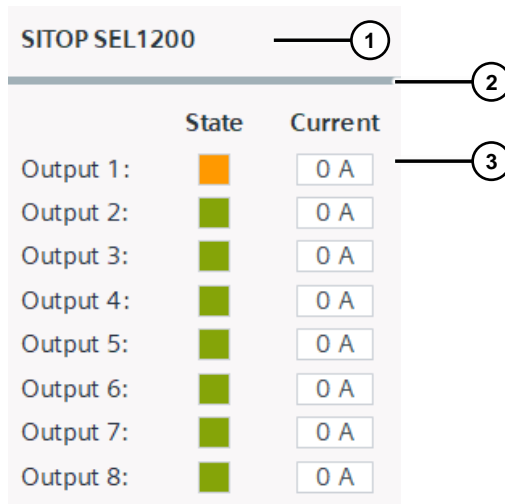 SITOP SEL1200 1
2
State Current
3
Output 1: 0 A
Output 2: 0 A
Output 3: 0 A
Output 4: 0 A
Output 5: 0 A
Output 6: 0 A
Output 7: 0 A
Output 8: 0 A